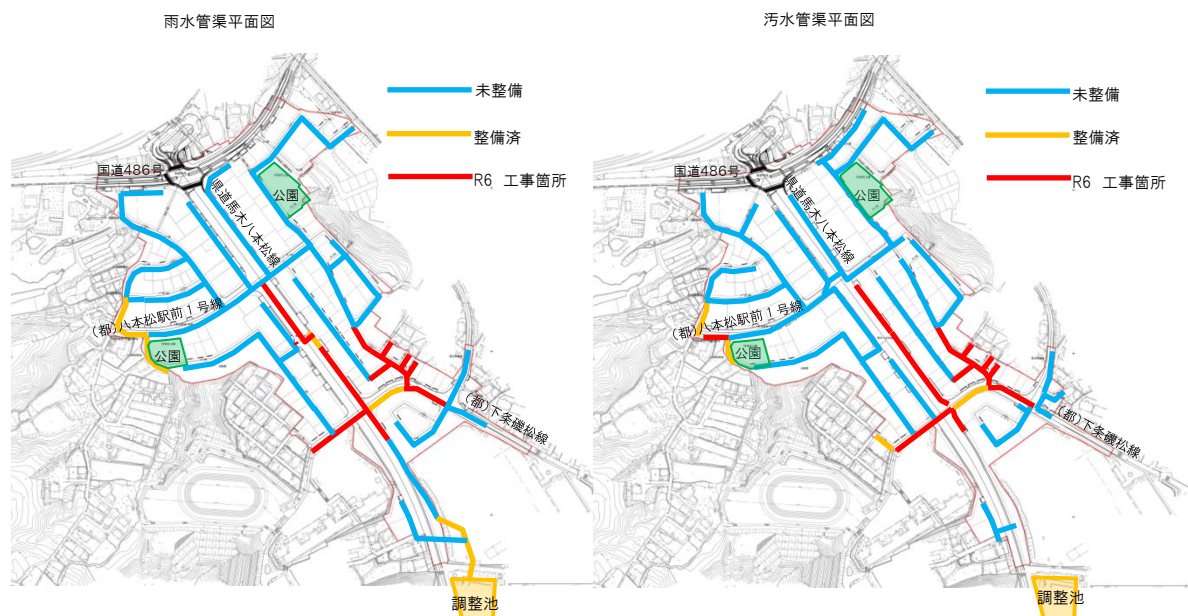 雨水管渠平面図
未整備
整備済
R6　工事箇所
国道486号
公園
県道馬木八本松線
(都)八本松駅前1号線
公園
(都)下条磯松線
調整池
汚水管渠平面図
未整備
整備済
R6　工事箇所
国道486号
公園
県道馬木八本松線
(都)八本松駅前1号線
公園
(都)下条磯松線
調整池